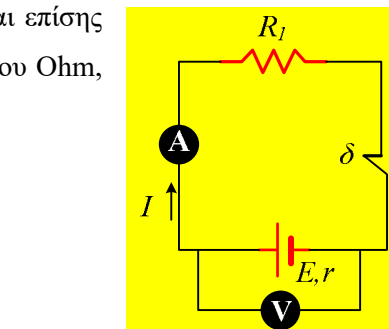 αι επίσης
ου Ohm,
R1
A
δ
I
E,r
V